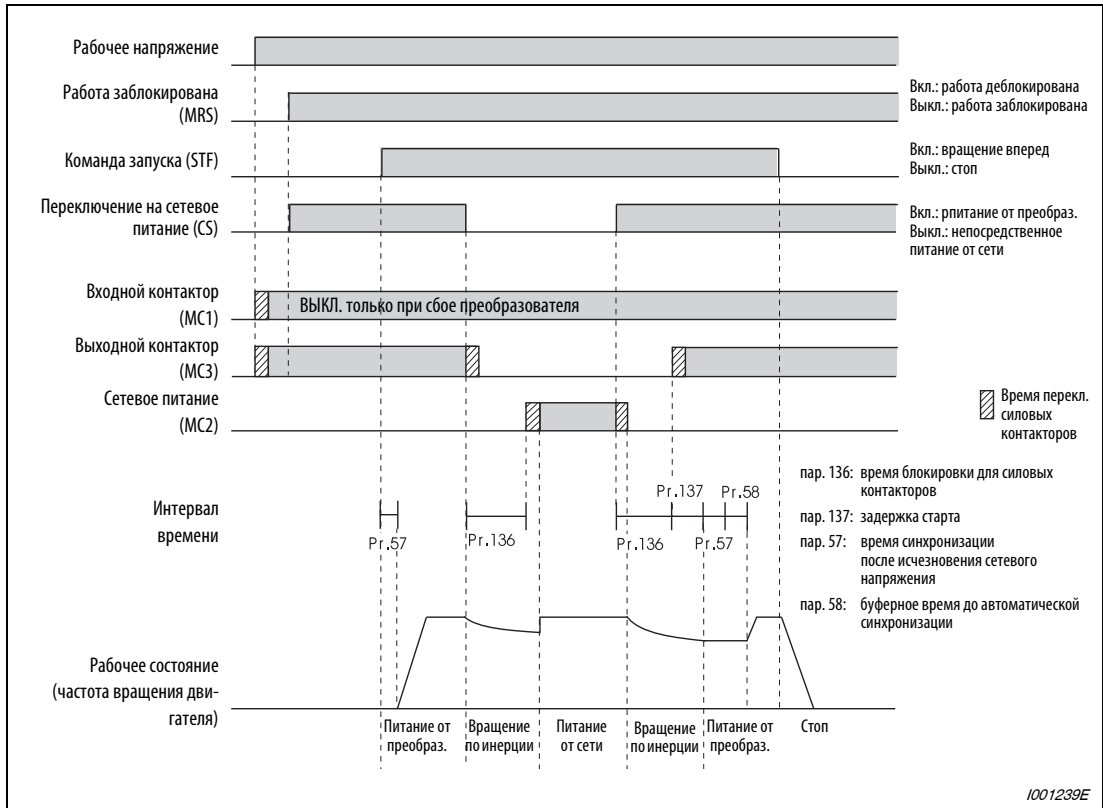 Рабочее напряжение
Работа заблокирована
(MRS)
Вкл.: работа деблокирована
Выкл.: работа заблокирована
Команда запуска (STF)
Вкл.: вращение вперед
Выкл.: стоп
Переключение на сетевое
питание (CS)
Вкл.: рпитание от преобраз.
Выкл.: непосредственное
питание от сети
Входной контактор
(MC1)
ВЫКЛ. только при сбое преобразователя
Выходной контактор
(MC3)
Сетевое питание
(MC2)
Время перекл.
силовых
контакторов
Интервал
времени
Pr.57
Pr.136
Pr.137
Pr.58
Pr.136
Pr.57
пар. 136: время блокировки для силовых
контакторов
пар. 137: задержка старта
пар. 57: время синхронизации
после исчезновения сетевого
напряжения
пар. 58: буферное время до автоматической
синхронизации
Рабочее состояние
(частота вращения дви-
гателя)
Питание от
преобраз.
Вращение
по инерции
Питание
от сети
Вращение
по инерции
Питание от
преобраз.
Стоп
I001239E